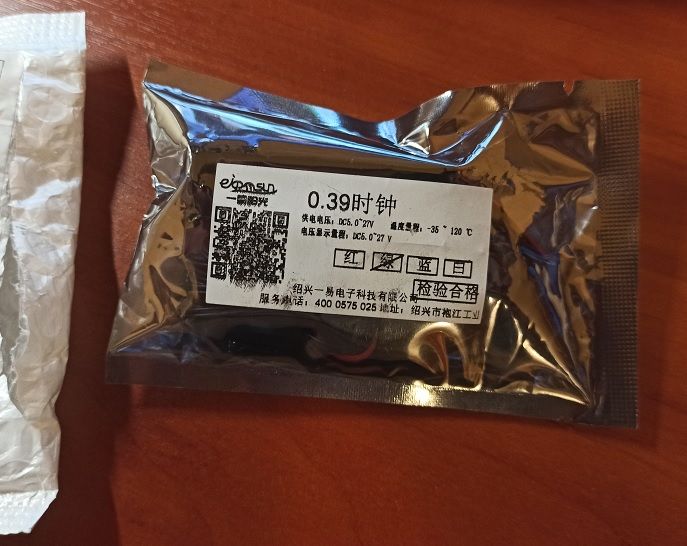 一易阳光
0.39时钟
供电电压：DC5.0~27V 温度量程：-35 ~ 120 ℃
电压显示量程：DC5.0~27 V
红 绿 蓝 白
检验合格
绍兴一易电子科技有限公司
服务电话：400 0575 025 地址：绍兴市袍江工业